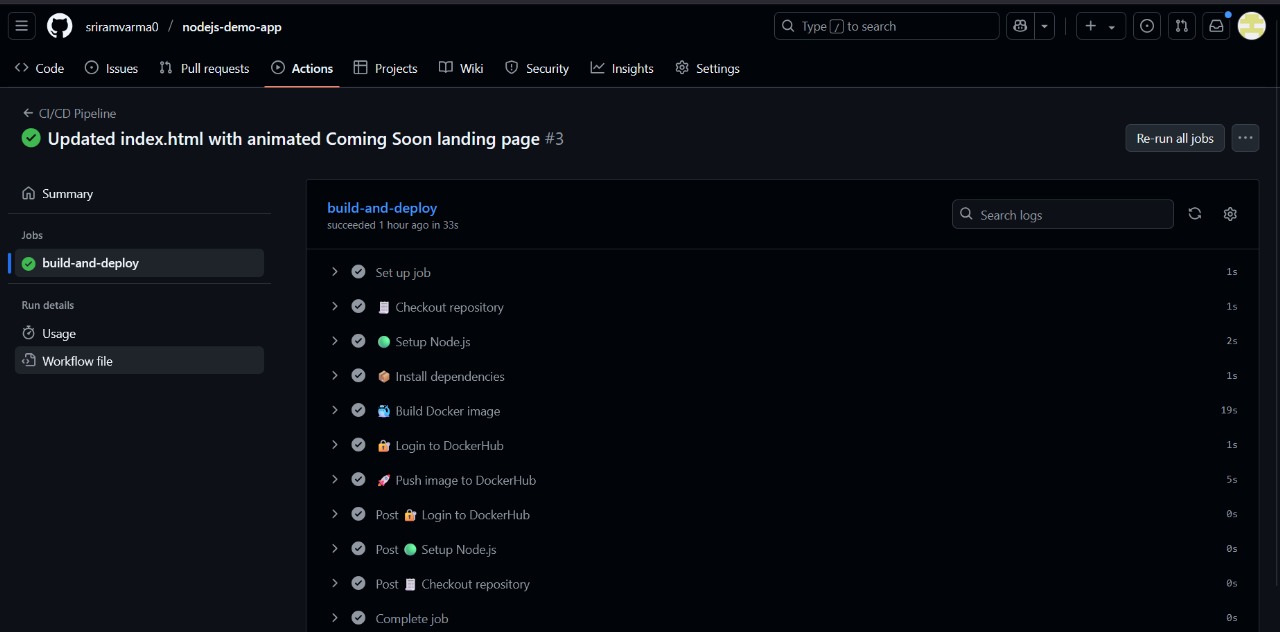 sriramvarma0 / nodejs-demo-app
Type / to search
Code
Issues
Pull requests
Actions
Projects
Wiki
Security
Insights
Settings
← CI/CD Pipeline
Updated index.html with animated Coming Soon landing page #3
Re-run all jobs
Summary
Jobs
build-and-deploy
Run details
Usage
Workflow file
build-and-deploy
succeeded 1 hour ago in 33s
Search logs
Set up job 1s
Checkout repository 1s
Setup Node.js 2s
Install dependencies 1s
Build Docker image 19s
Login to DockerHub 1s
Push image to DockerHub 5s
Post Login to DockerHub 0s
Post Setup Node.js 0s
Post Checkout repository 0s
Complete job 0s